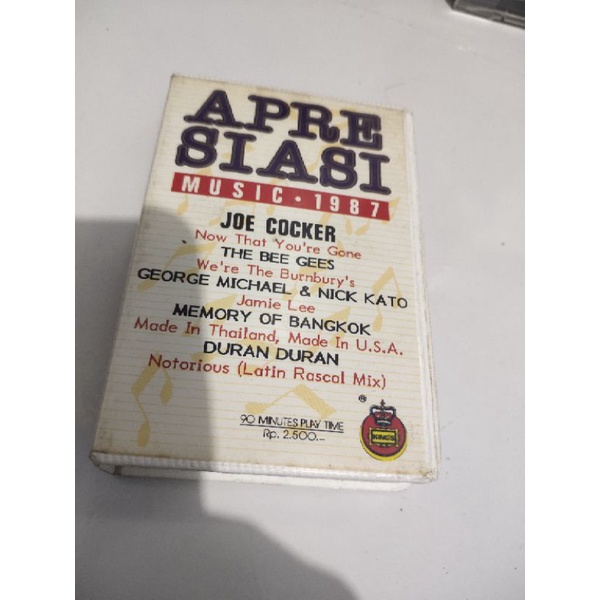 APRE
SIASI
MUSIC • 1987
JOE COCKER
Now That You're Gone
THE BEE GEES
We're The Burnbury's
GEORGE MICHAEL & NICK KATO
Jamie Lee
MEMORY OF BANGKOK
Made In Thailand, Made In U.S.A.
DURAN DURAN
Notorious (Latin Rascal Mix)
®
90 MINUTES PLAY TIME
Rp. 2.500.-
KINGS